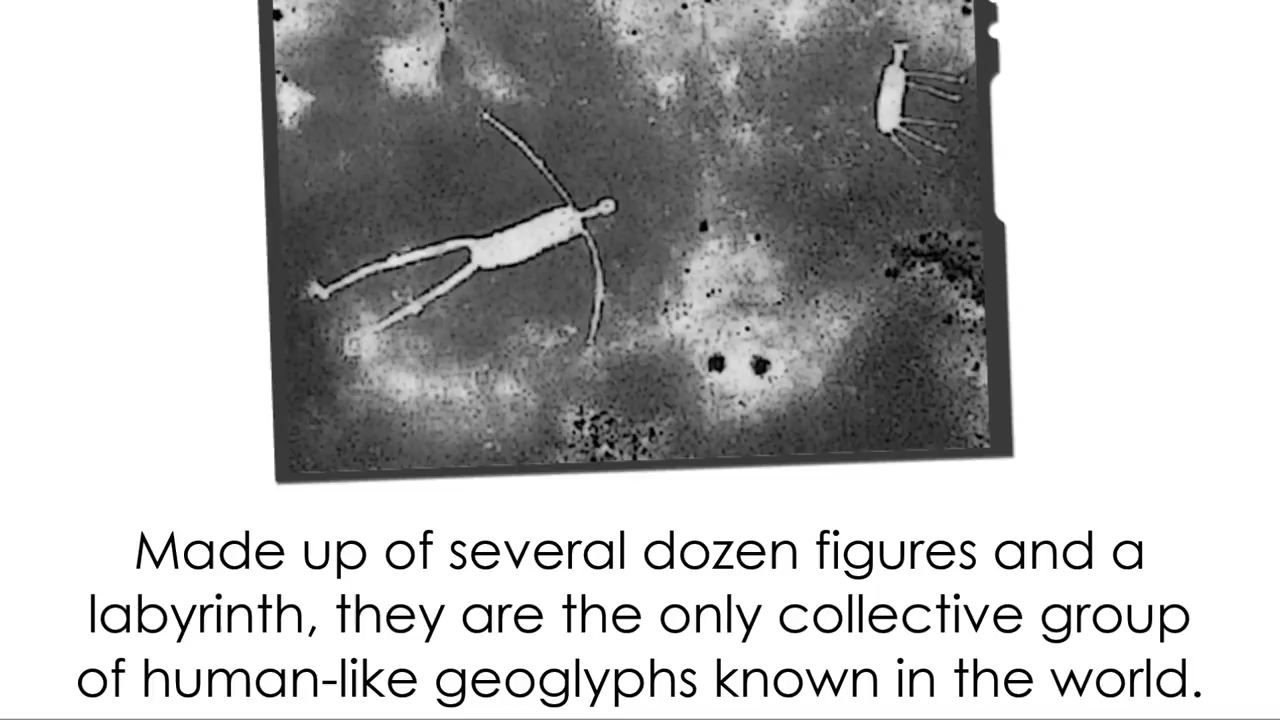 Made up of several dozen figures and a
labyrinth, they are the only collective group
of human-like geoglyphs known in the world.